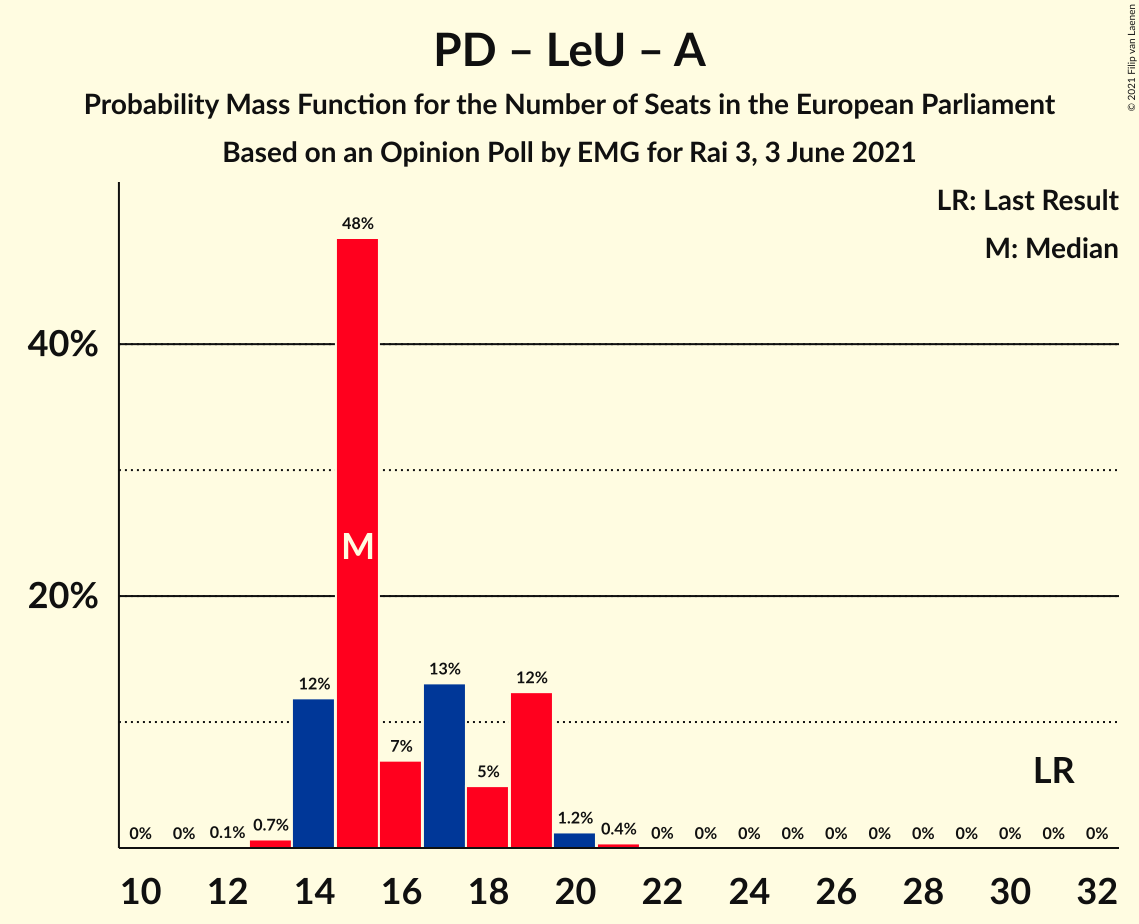 PD – LeU – A
Probability Mass Function for the Number of Seats in the European Parliament
Based on an Opinion Poll by EMG for Rai 3, 3 June 2021
© 2021 Filip van Laenen
LR: Last Result
M: Median
40%
20%
0% 0% 0.1% 0.7% 12% 48% 7% 13% 5% 12% 1.2% 0.4% 0% 0% 0% 0% 0% 0% 0% 0% 0% 0% 0%
M
LR
10 12 14 16 18 20 22 24 26 28 30 32